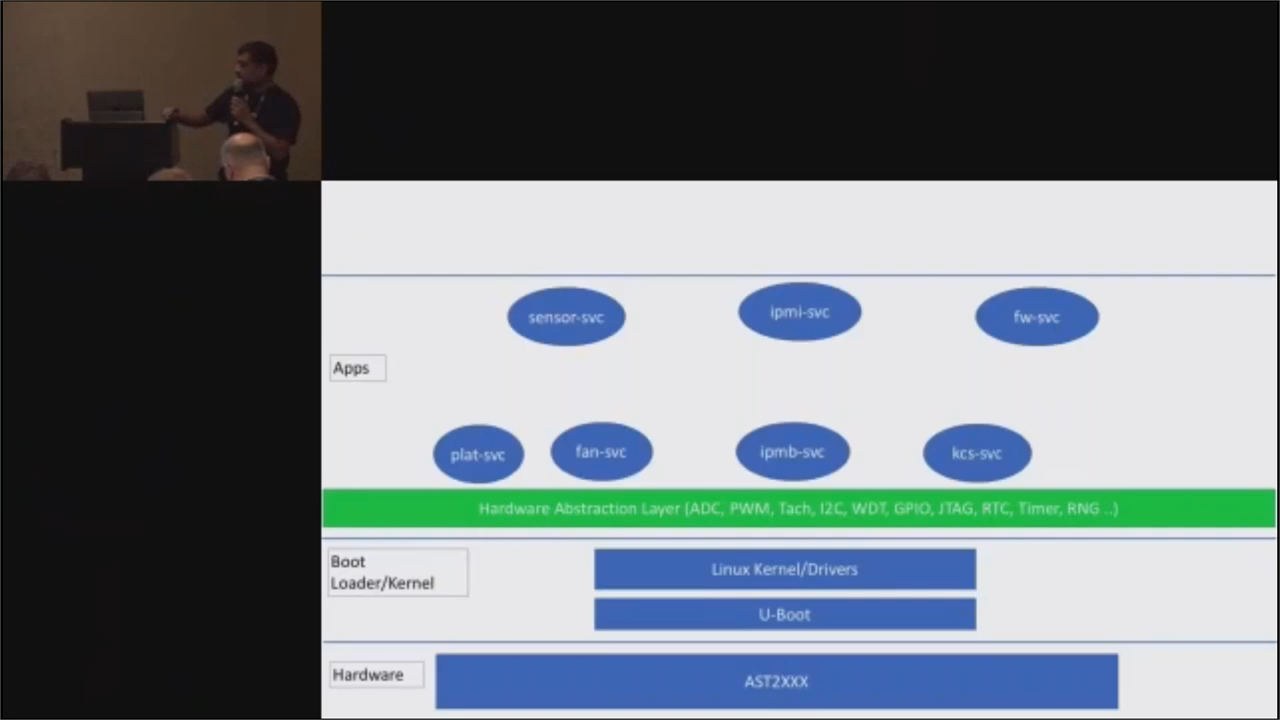 sensor-svc
ipmi-svc
fw-svc
Apps
plat-svc
fan-svc
ipmb-svc
kcs-svc
Hardware Abstraction Layer (ADC, PWM, Tach, I2C, WDT, GPIO, JTAG, RTC, Timer, RNG ..)
Boot
Loader/Kernel
Linux Kernel/Drivers
U-Boot
Hardware
AST2XXX